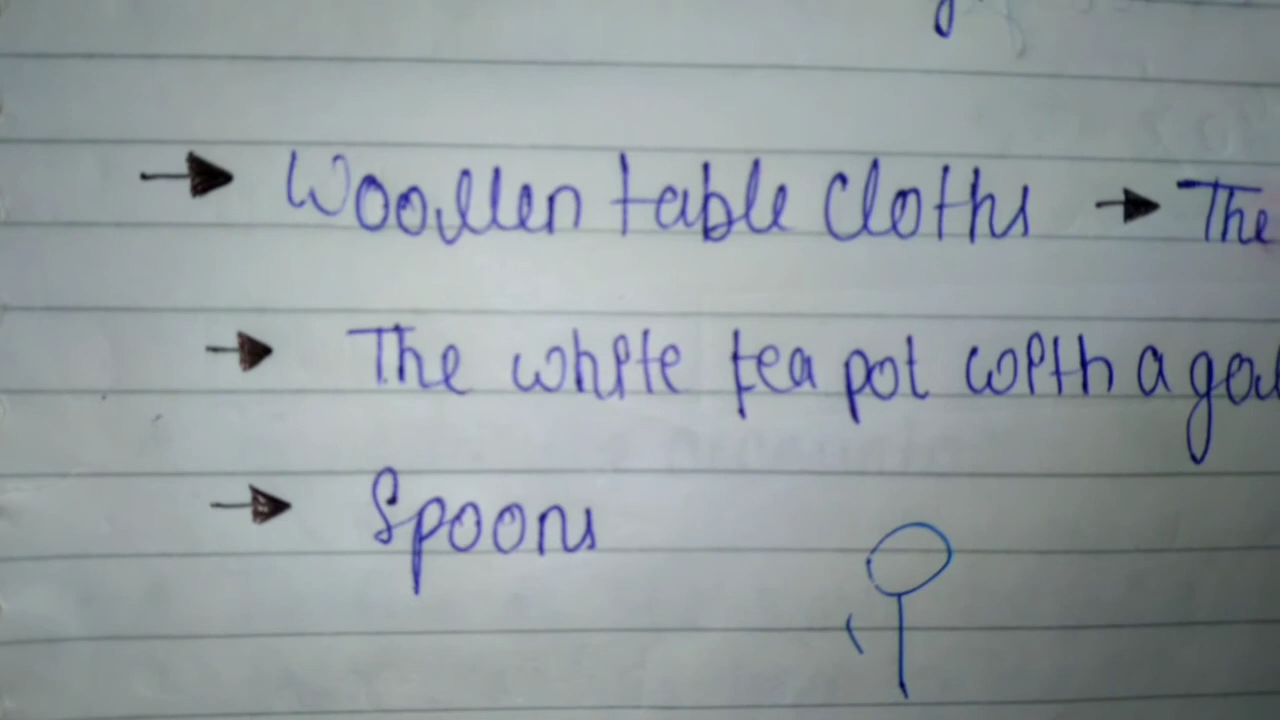 → Woollen table cloths → The
→ The white tea pot with a
→ Spoons